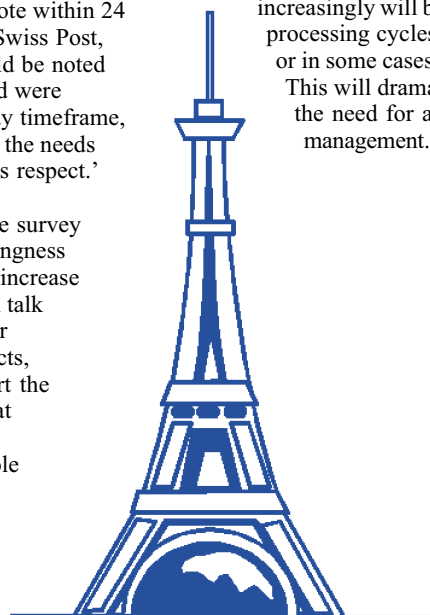 ote within 24
Swiss Post,
ld be noted
d were
y timeframe,
the needs
s respect.’
e survey
ngness
increase
talk
r
cts,
rt the
at
ole
increasingly will b
processing cycles
or in some cases
This will drama
the need for a
management.